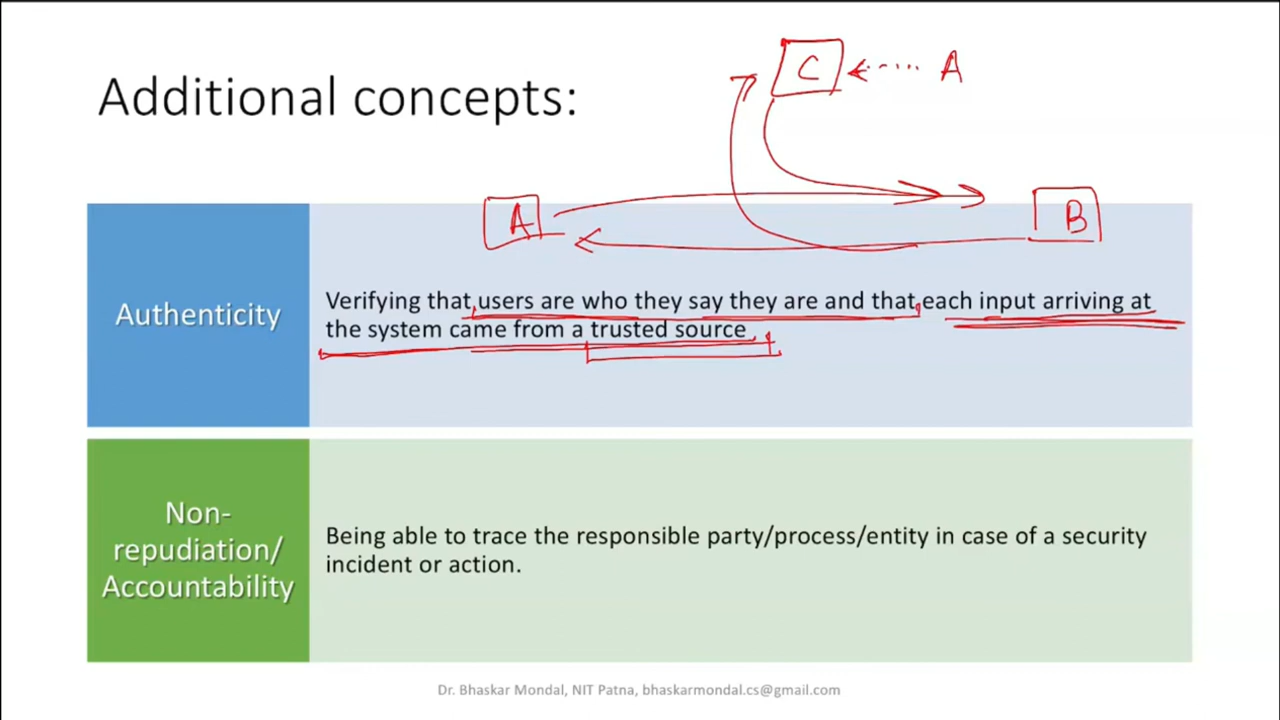 Additional concepts:
C
A
A
B
Authenticity
Verifying that users are who they say they are and that each input arriving at
the system came from a trusted source
Non-
repudiation/
Accountability
Being able to trace the responsible party/process/entity in case of a security
incident or action.
Dr. Bhaskar Mondal, NIT Patna, bhaskarmondal.cs@gmail.com